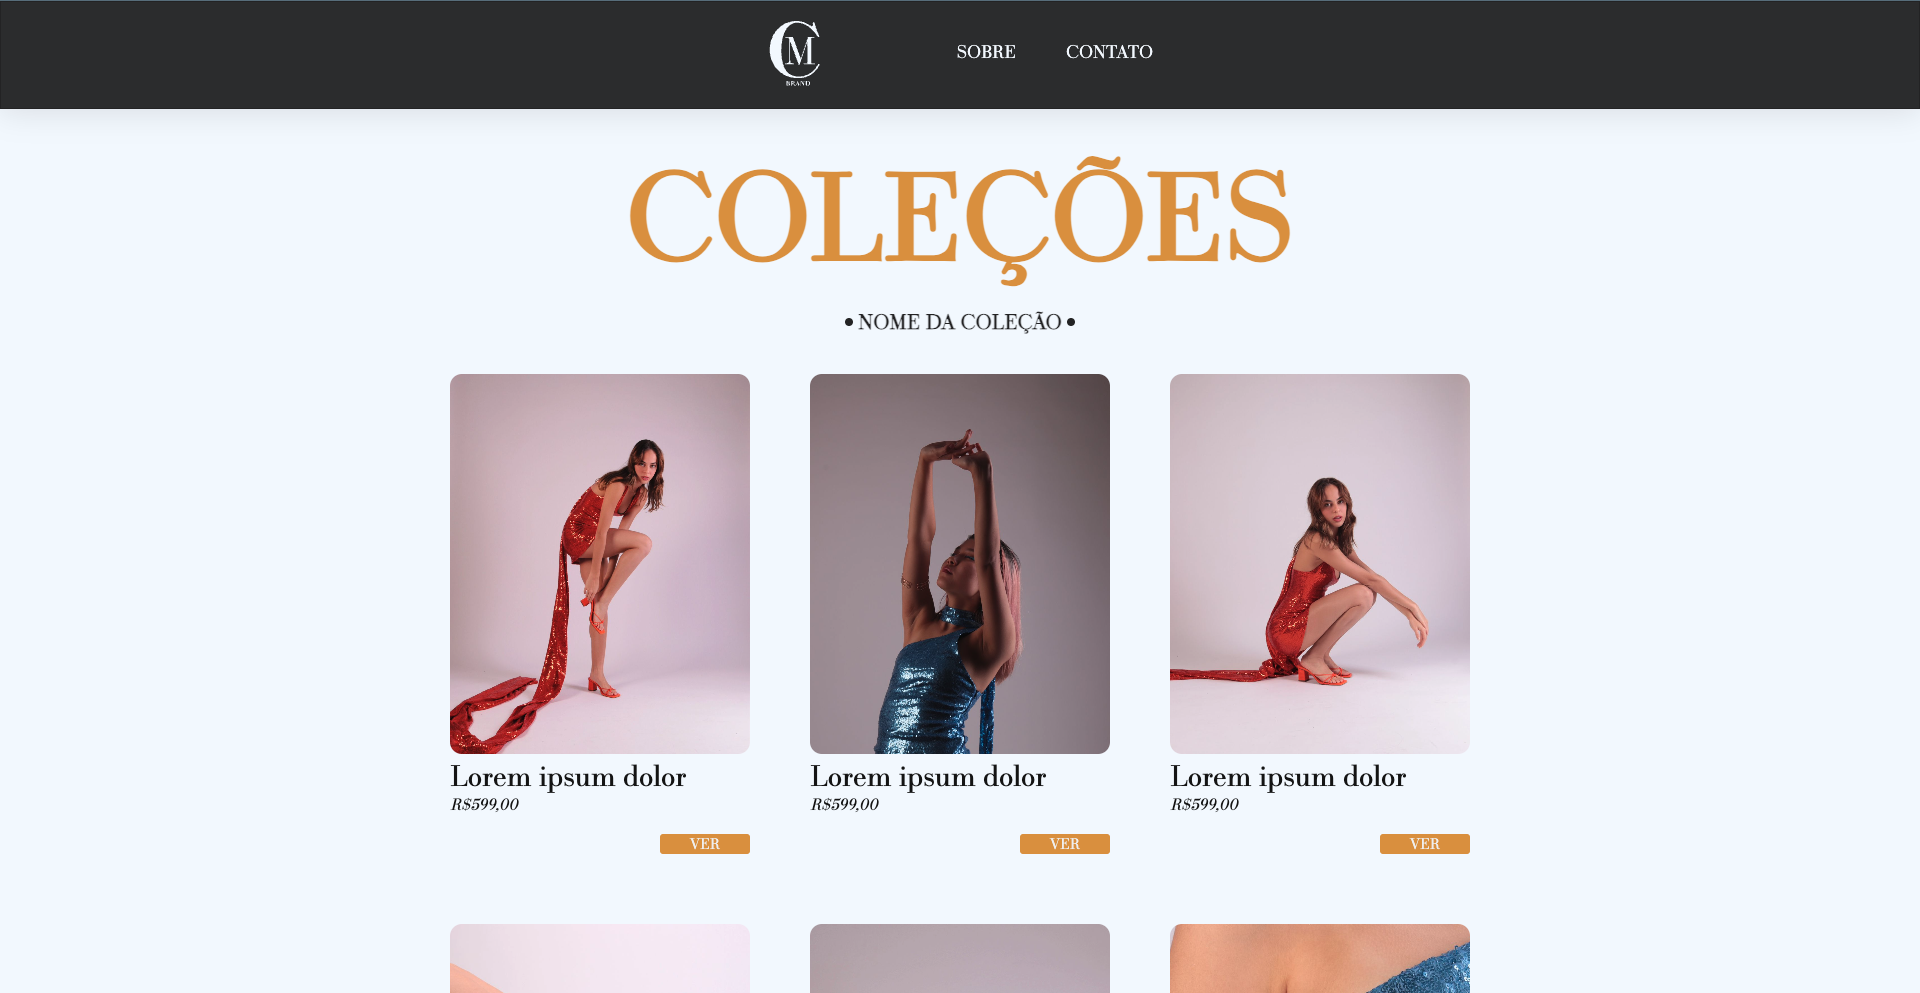 CM
BRAND
SOBRE CONTATO
COLEÇÕES
• NOME DA COLEÇÃO •
Lorem ipsum dolor
R$599,00
VER
Lorem ipsum dolor
R$599,00
VER
Lorem ipsum dolor
R$599,00
VER